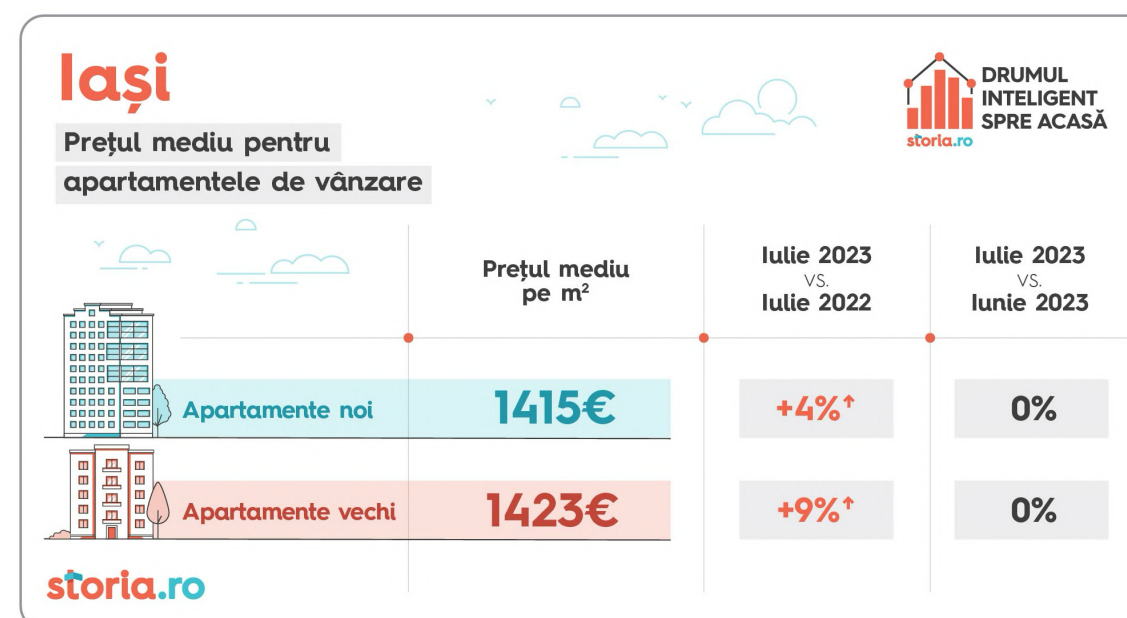 Iași
Prețul mediu pentru
apartamentele de vânzare
DRUMUL
INTELIGENT
SPRE ACASĂ
storia.ro
Prețul mediu
pe m²
Iulie 2023
VS.
Iulie 2022
Iulie 2023
VS.
Iunie 2023
Apartamente noi 1415€ +4%↑ 0%
Apartamente vechi 1423€ +9%↑ 0%
storia.ro